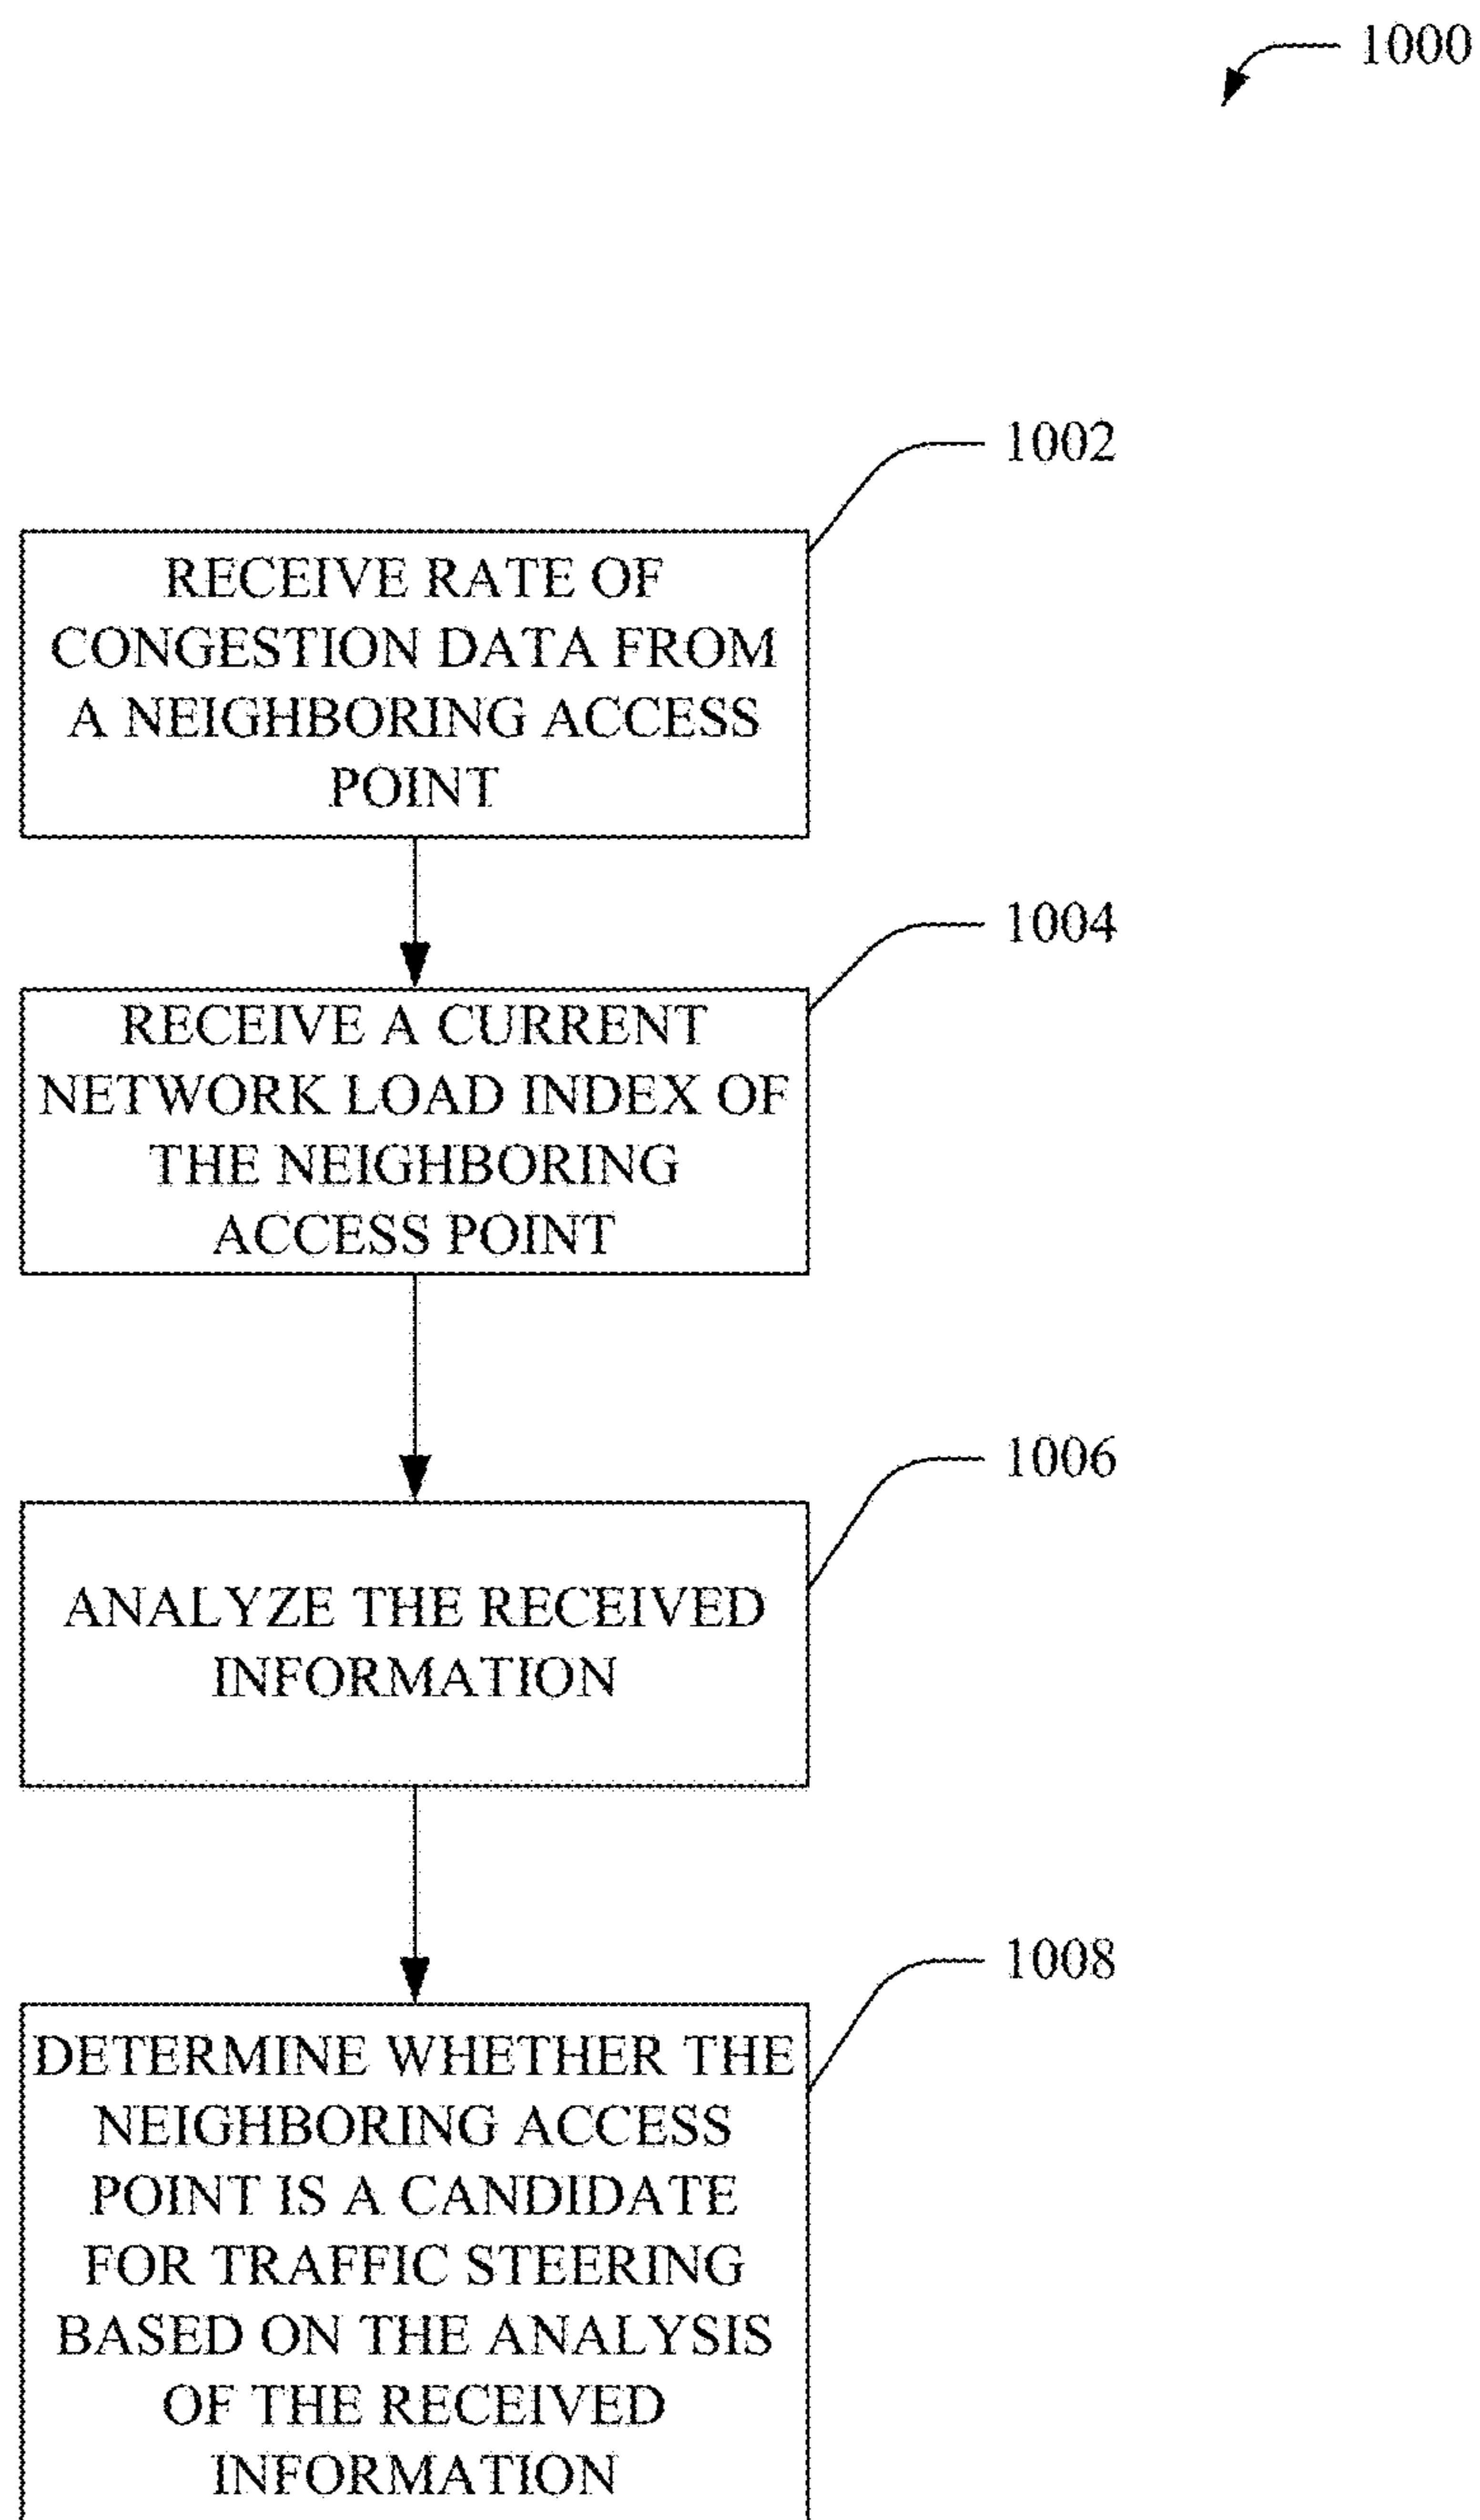 1000
1002
RECEIVE RATE OF
CONGESTION DATA FROM
A NEIGHBORING ACCESS
POINT
1004
RECEIVE A CURRENT
NETWORK LOAD INDEX OF
THE NEIGHBORING
ACCESS POINT
1006
ANALYZE THE RECEIVED
INFORMATION
1008
DETERMINE WHETHER THE
NEIGHBORING ACCESS
POINT IS A CANDIDATE
FOR TRAFFIC STEERING
BASED ON THE ANALYSIS
OF THE RECEIVED
INFORMATION